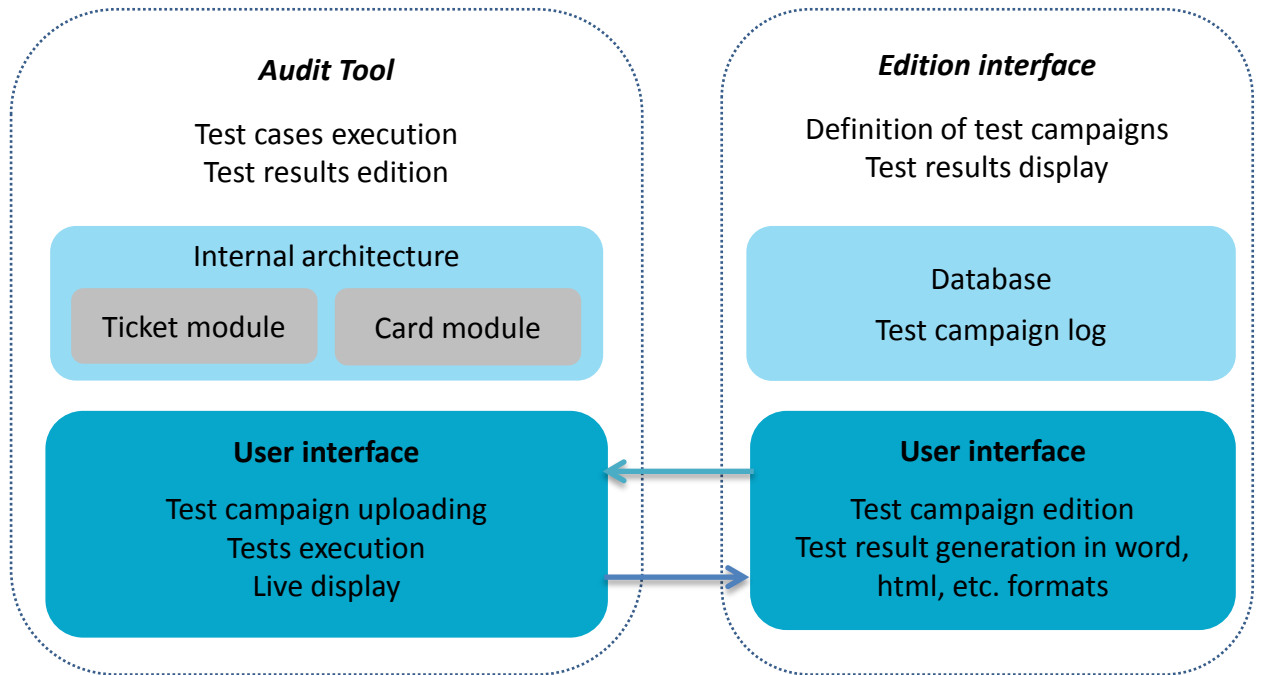 Audit Tool
Test cases execution
Test results edition
Internal architecture
Ticket module
Card module
User interface
Test campaign uploading
Tests execution
Live display
Edition interface
Definition of test campaigns
Test results display
Database
Test campaign log
User interface
Test campaign edition
Test result generation in word,
html, etc. formats